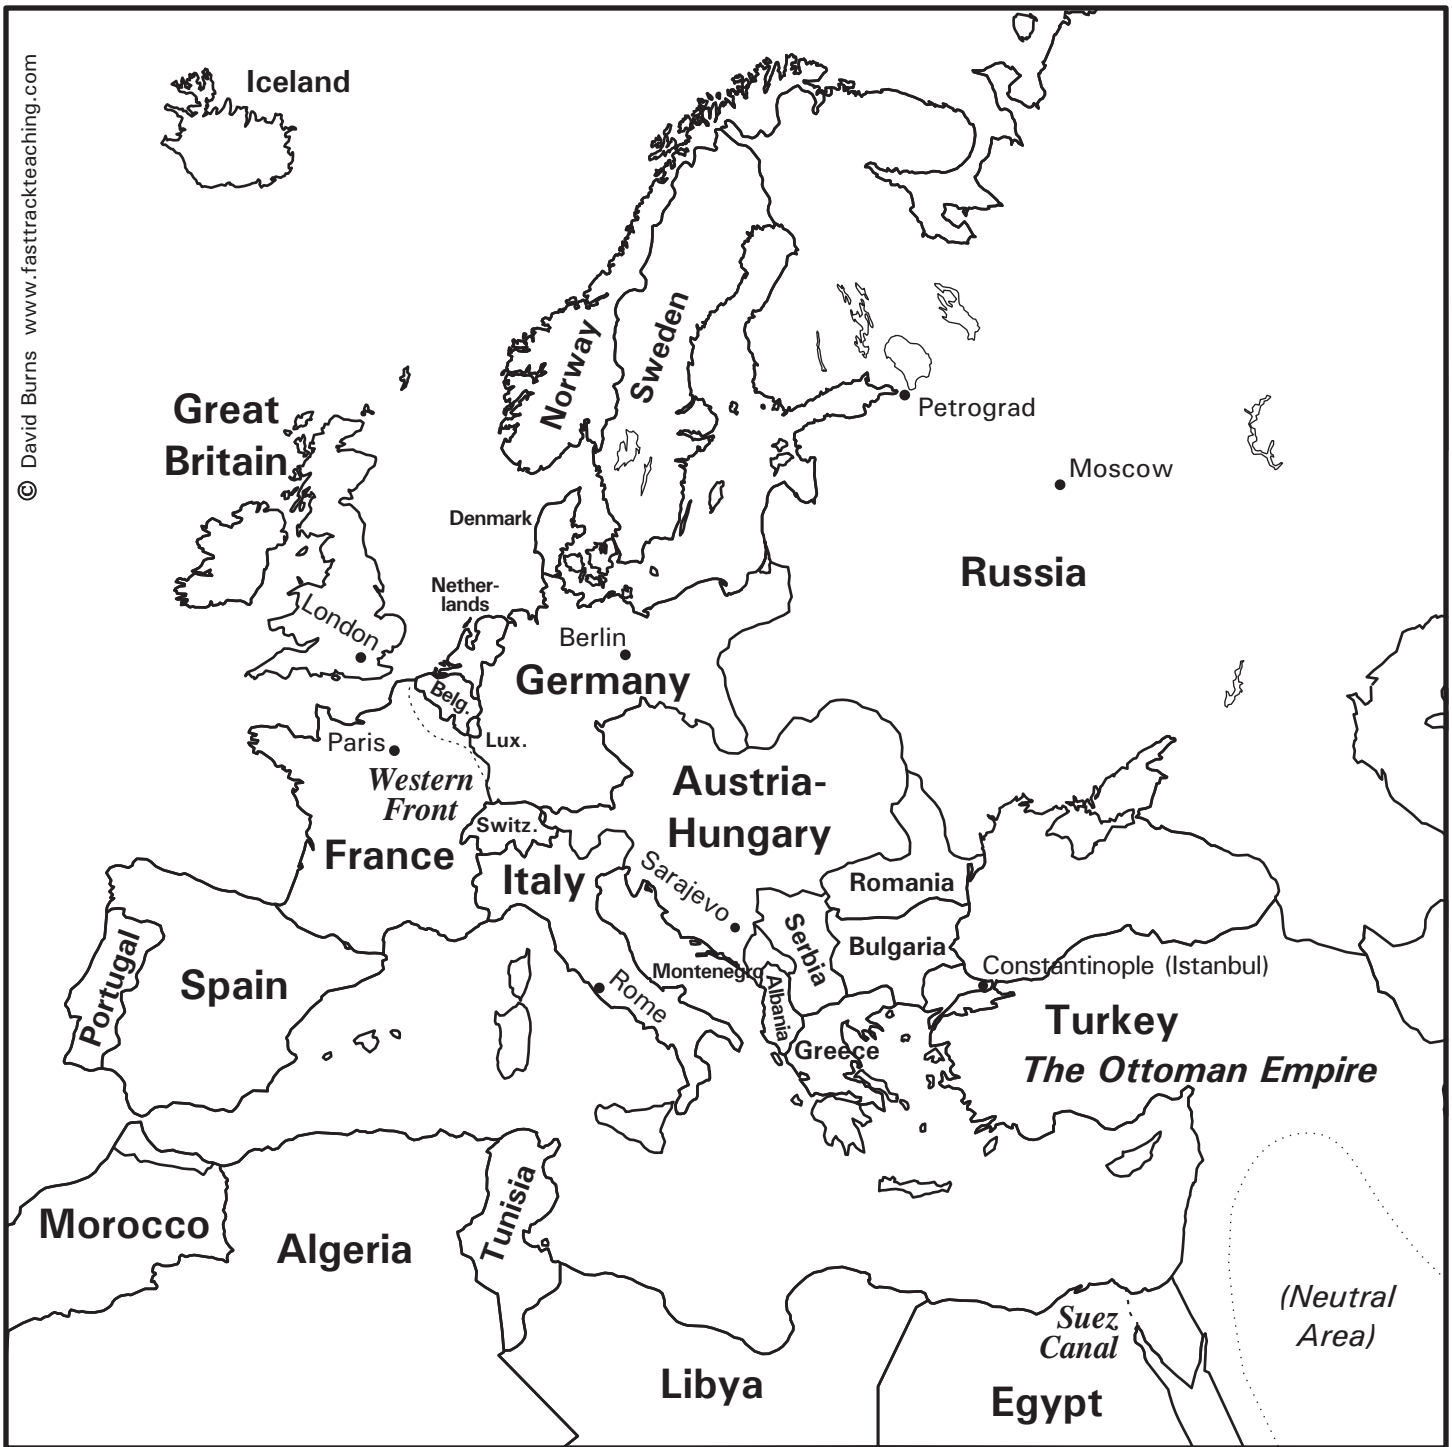 © David Burns www.fasttrackteaching.com
Iceland
Norway
Sweden
Great
Britain
Petrograd
Moscow
Denmark
Russia
Nether-
lands
London
Berlin
Germany
Belg.
Paris
Lux.
Western
Front
Austria-
Hungary
Switz.
France
Italy
Sarajevo
Romania
Serbia
Bulgaria
Portugal
Spain
Montenegro
Constantinople (Istanbul)
Rome
Albania
Turkey
Greece
The Ottoman Empire
Morocco
Algeria
Tunisia
(Neutral
Area)
Suez
Canal
Libya
Egypt